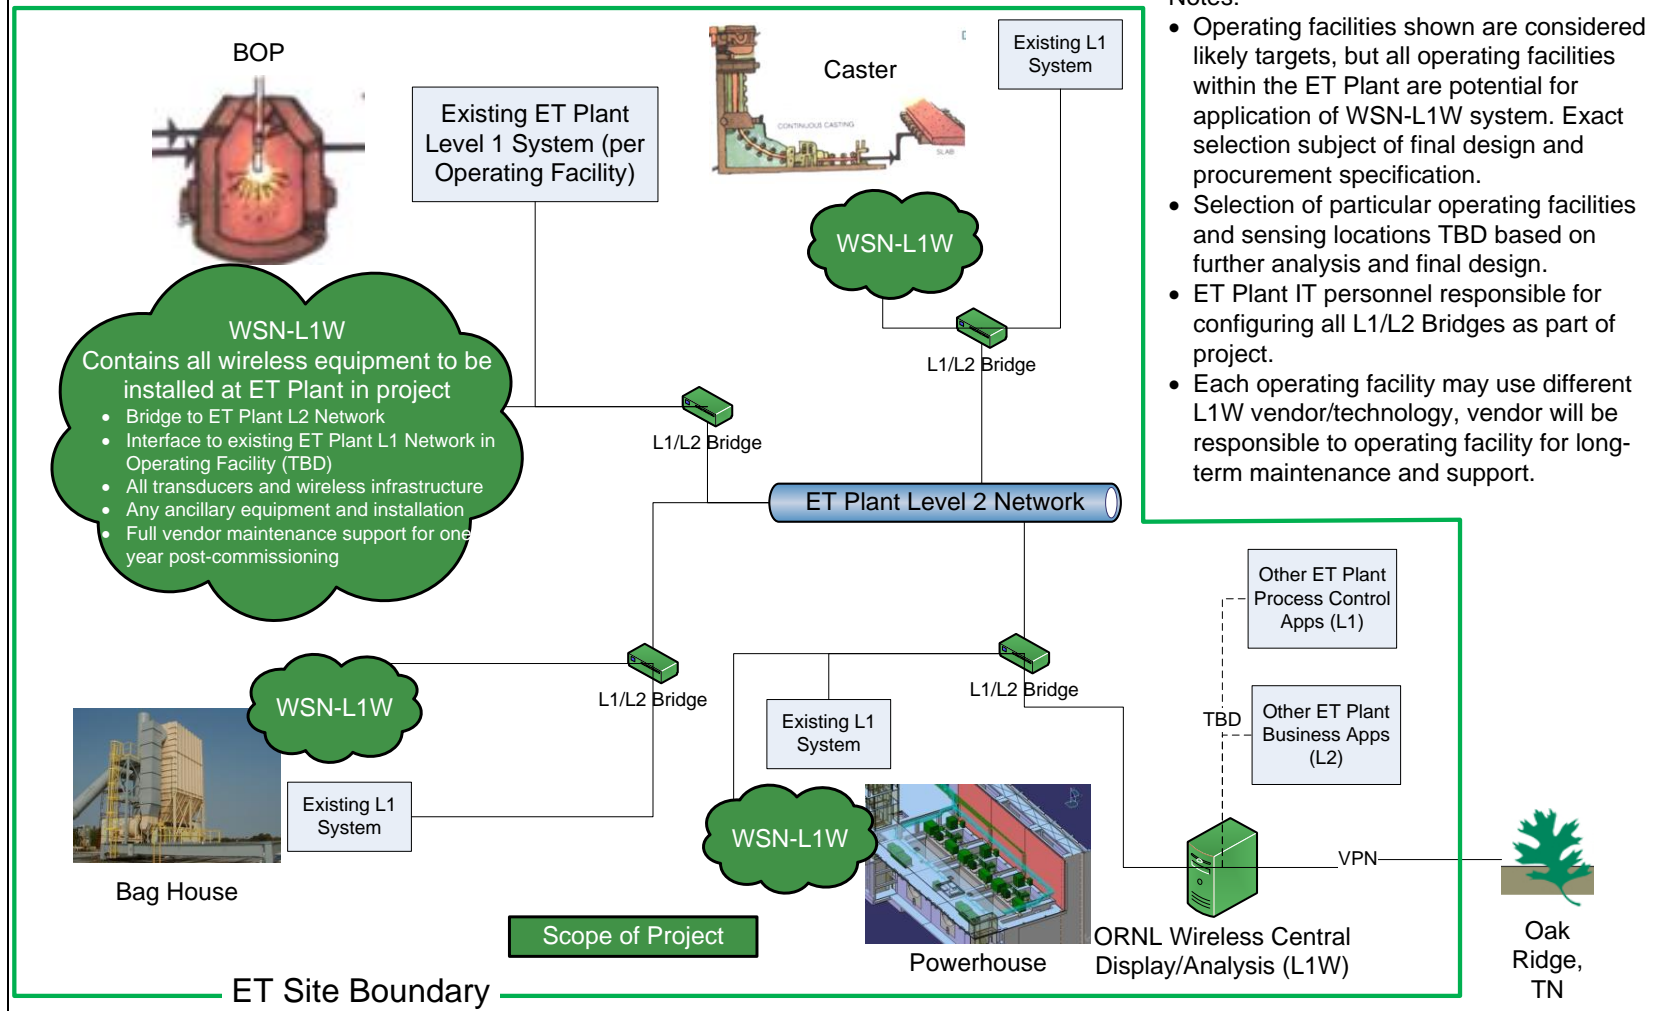 Notes:
• Operating facilities shown are considered
likely targets, but all operating facilities
within the ET Plant are potential for
application of WSN-L1W system. Exact
selection subject of final design and
procurement specification.
• Selection of particular operating facilities
and sensing locations TBD based on
further analysis and final design.
• ET Plant IT personnel responsible for
configuring all L1/L2 Bridges as part of
project.
• Each operating facility may use different
L1W vendor/technology, vendor will be
responsible to operating facility for long-
term maintenance and support.
BOP
Existing ET Plant
Level 1 System (per
Operating Facility)
Caster
CONTINUOUS CASTING
SLAB
Existing L1
System
WSN-L1W
L1/L2 Bridge
WSN-L1W
Contains all wireless equipment to be
installed at ET Plant in project
• Bridge to ET Plant L2 Network
• Interface to existing ET Plant L1 Network in
Operating Facility (TBD)
• All transducers and wireless infrastructure
• Any ancillary equipment and installation
• Full vendor maintenance support for one
year post-commissioning
L1/L2 Bridge
ET Plant Level 2 Network
Other ET Plant
Process Control
Apps (L1)
TBD
Other ET Plant
Business Apps
(L2)
WSN-L1W
L1/L2 Bridge
Existing L1
System
Bag House
L1/L2 Bridge
Existing L1
System
WSN-L1W
Powerhouse
ORNL Wireless Central
Display/Analysis (L1W)
VPN
Oak
Ridge,
TN
Scope of Project
ET Site Boundary